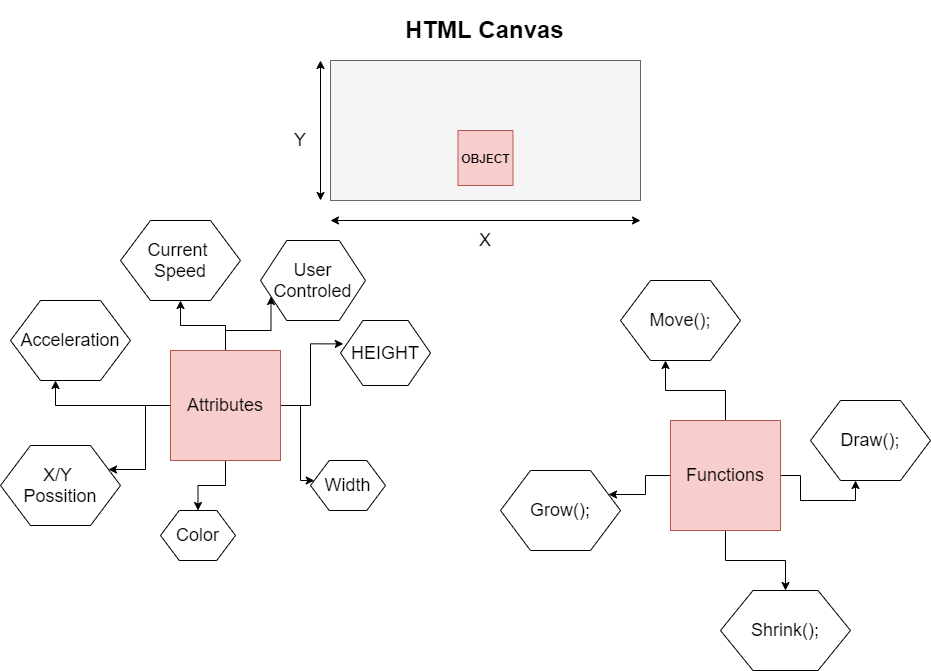 HTML Canvas
Y
OBJECT
X
Current
Speed
User
Controled
Acceleration
HEIGHT
Attributes
X/Y
Possition
Width
Color
Move();
Draw();
Functions
Grow();
Shrink();